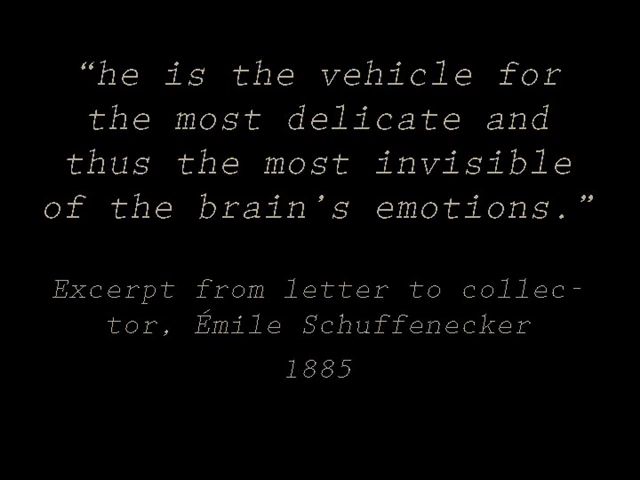 “he is the vehicle for
the most delicate and
thus the most invisible
of the brain’s emotions.”
Excerpt from letter to collec-
tor, Émile Schuffenecker
1885